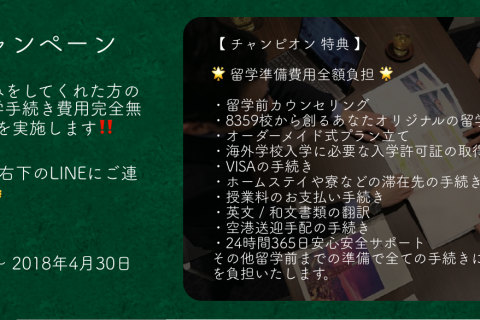 ャンペーン
みをしてくれた方の
学手続き費用完全無
を実施します‼️
右下のLINEにご連
～ 2018年4月30日
【 チャンピオン 特典 】
🌟 留学準備費用全額負担 🌟
・留学前カウンセリング
・8359校から創るあなたオリジナルの留学
・オーダーメイド式プラン立て
・海外学校入学に必要な入学許可証の取得
・VISAの手続き
・ホームステイや寮などの滞在先の手続き
・授業料のお支払い手続き
・英文 / 和文書類の翻訳
・空港送迎手配の手続き
・24時間365日安心安全サポート
その他留学前までの準備で全ての手続きに
を負担いたします。